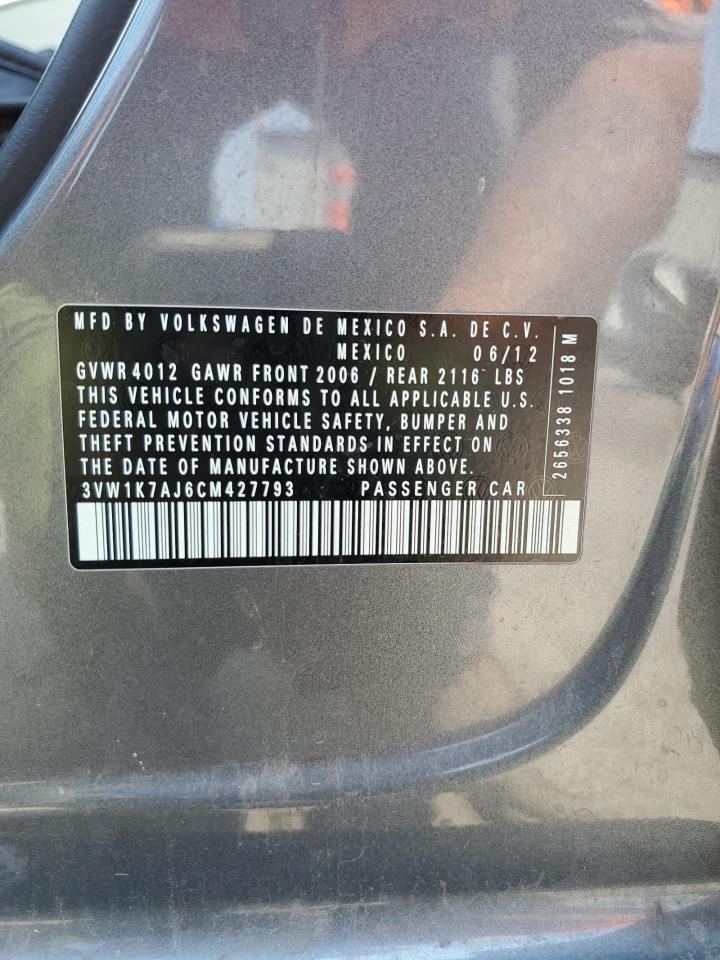 MFD BY VOLKSWAGEN DE MEXICO S.A. DE C.V.
MEXICO 06/12
GVWR 4012 GAWR FRONT 2006 / REAR 2116 LBS
THIS VEHICLE CONFORMS TO ALL APPLICABLE U.S.
FEDERAL MOTOR VEHICLE SAFETY, BUMPER AND
THEFT PREVENTION STANDARDS IN EFFECT ON
THE DATE OF MANUFACTURE SHOWN ABOVE.
3VW1K7AJ6CM427793 PASSENGER CAR
2656338 1018 M